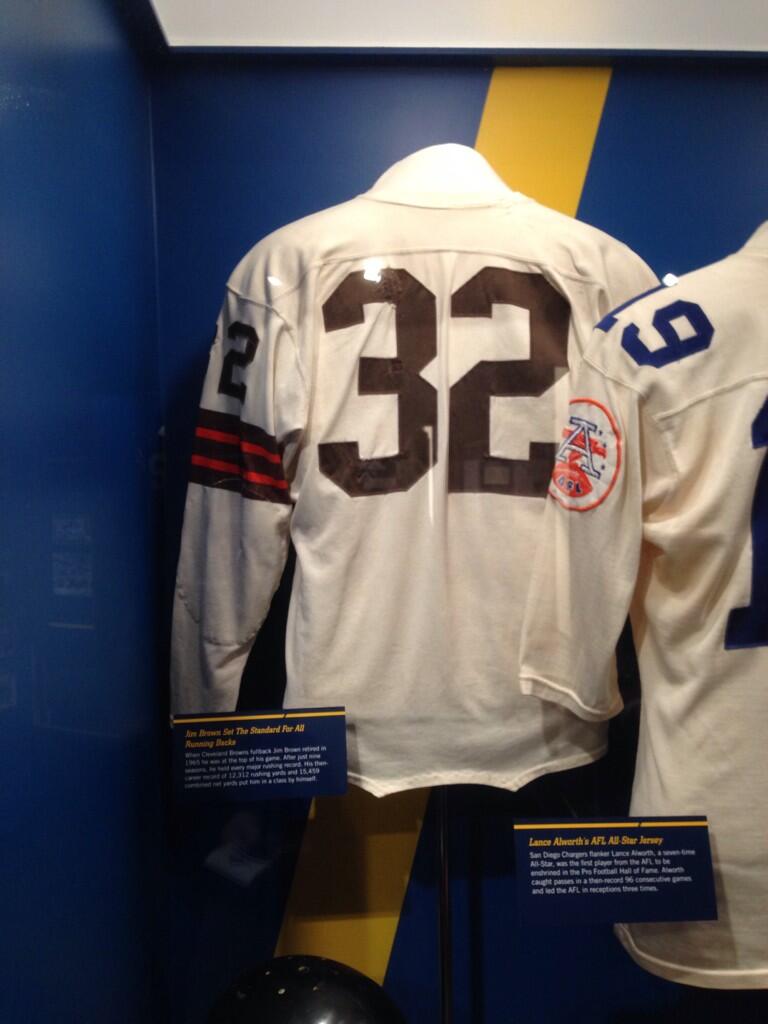 32
2
19
A
AFL
Jim Brown Set The Standard For All
Running Backs
When Cleveland Browns fullback Jim Brown retired in
1965 he was at the top of his game. After just nine
seasons, he held every major rushing record. His then-
career record of 12,312 rushing yards and 15,459
combined net yards put him in a class by himself.
Lance Alworth's AFL All-Star Jersey
San Diego Chargers flanker Lance Alworth, a seven-time
All-Star, was the first player from the AFL to be
enshrined in the Pro Football Hall of Fame. Alworth
caught passes in a then-record 96 consecutive games
and led the AFL in receptions three times.